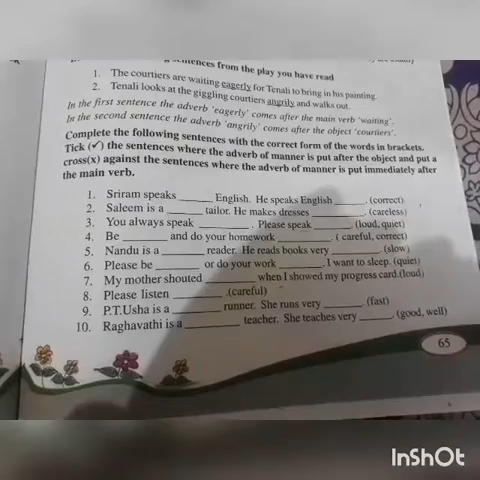 sentences from the play you have read
1. The courtiers are waiting eagerly for Tenali to bring in his painting.
2. Tenali looks at the giggling courtiers angrily and walks out.
In the first sentence the adverb 'eagerly' comes after the main verb 'waiting'.
In the second sentence the adverb 'angrily' comes after the object 'courtiers'.
Complete the following sentences with the correct form of the words in brackets.
Tick (✓) the sentences where the adverb of manner is put after the object and put a
cross(x) against the sentences where the adverb of manner is put immediately after
the main verb.
1. Sriram speaks ______ English. He speaks English ______. (correct)
2. Saleem is a ______ tailor. He makes dresses ______. (careless)
3. You always speak ______. Please speak ______ (loud, quiet)
4. Be ______ and do your homework ______. ( careful, correct)
5. Nandu is a ______ reader. He reads books very ______. (slow)
6. Please be ______ or do your work ______. I want to sleep. (quiet)
7. My mother shouted ______ when I showed my progress card.(loud)
8. Please listen ______ .(careful)
9. P.T.Usha is a ______ runner. She runs very ______. (fast)
10. Raghavathi is a ______ teacher. She teaches very ______. (good, well)
65
InShOt